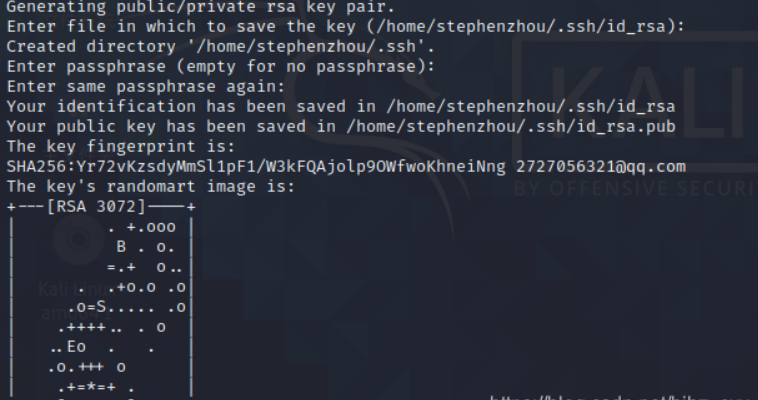 Generating public/private rsa key pair.
Enter file in which to save the key (/home/stephenzhou/.ssh/id_rsa):
Created directory '/home/stephenzhou/.ssh'.
Enter passphrase (empty for no passphrase):
Enter same passphrase again:
Your identification has been saved in /home/stephenzhou/.ssh/id_rsa
Your public key has been saved in /home/stephenzhou/.ssh/id_rsa.pub
The key fingerprint is:
SHA256:Yr72vKzsdyMmSl1pF1/W3kFQAjolp9OWfwoKhneiNng 2727056321@qq.com
The key's randomart image is:
+---[RSA 3072]----+
|          . +.ooo |
|           B . o. |
|          =.+  o..|
|       .  .+o.o .o|
|      .o=S..... .o|
|     .++++.. . o  |
|    ..Eo  .   .   |
|    .o.+++ o      |
|     .+=*=+ .     |
KALI
BY OFFENSIVE SECURI
Kali Linu